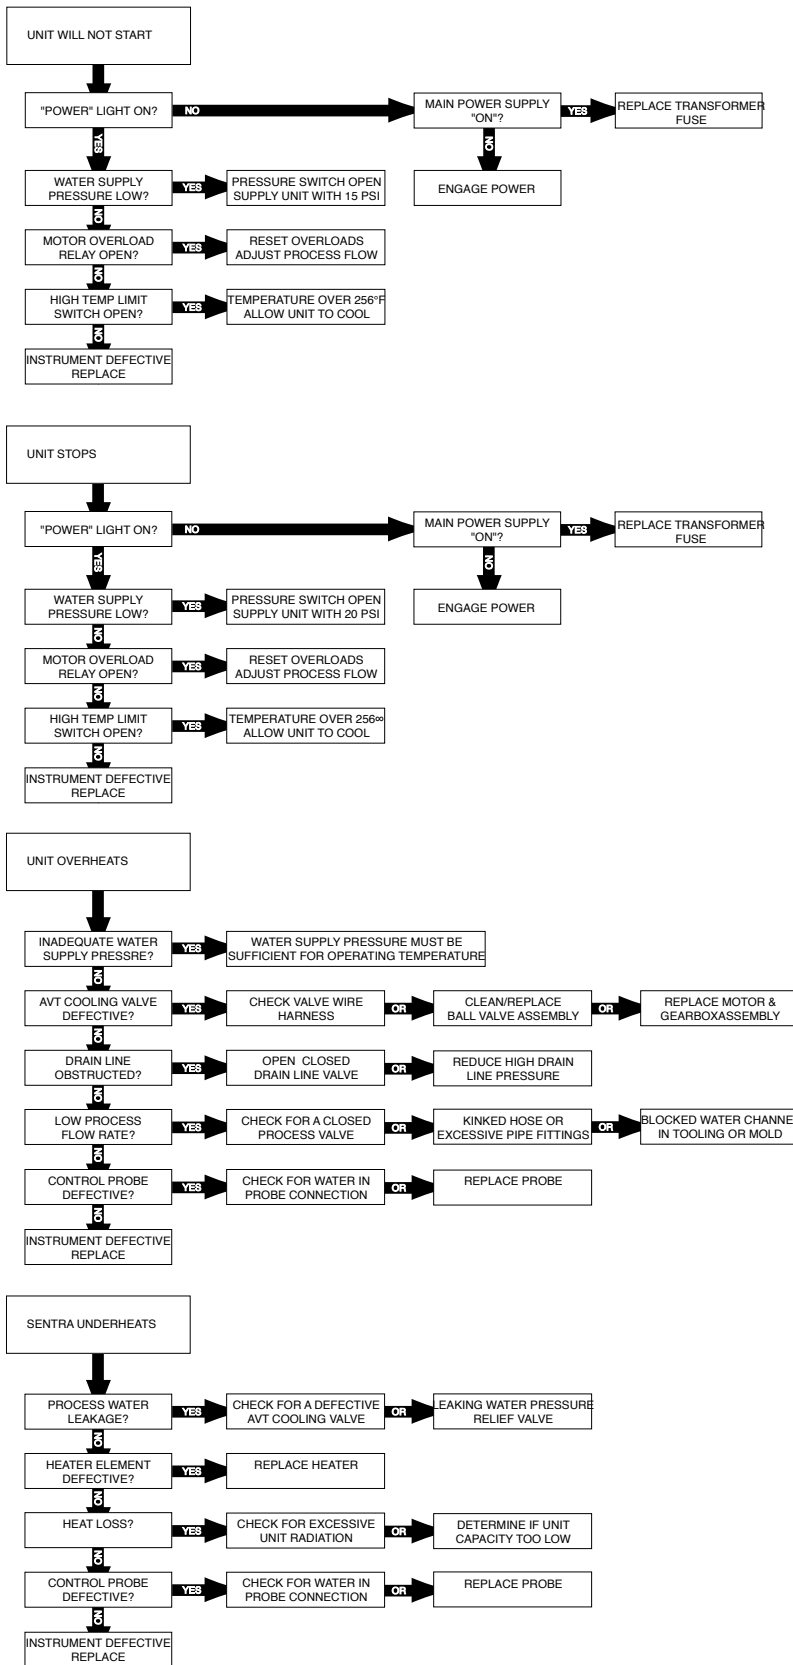 UNIT WILL NOT START
"POWER" LIGHT ON?
NO
MAIN POWER SUPPLY
"ON"?
YES
REPLACE TRANSFORMER
FUSE
YES
NO
WATER SUPPLY
PRESSURE LOW?
YES
PRESSURE SWITCH OPEN
SUPPLY UNIT WITH 15 PSI
ENGAGE POWER
NO
MOTOR OVERLOAD
RELAY OPEN?
YES
RESET OVERLOADS
ADJUST PROCESS FLOW
NO
HIGH TEMP LIMIT
SWITCH OPEN?
YES
TEMPERATURE OVER 256°F
ALLOW UNIT TO COOL
NO
INSTRUMENT DEFECTIVE
REPLACE
UNIT STOPS
"POWER" LIGHT ON?
NO
MAIN POWER SUPPLY
"ON"?
YES
REPLACE TRANSFORMER
FUSE
YES
NO
WATER SUPPLY
PRESSURE LOW?
YES
PRESSURE SWITCH OPEN
SUPPLY UNIT WITH 20 PSI
ENGAGE POWER
NO
MOTOR OVERLOAD
RELAY OPEN?
YES
RESET OVERLOADS
ADJUST PROCESS FLOW
NO
HIGH TEMP LIMIT
SWITCH OPEN?
YES
TEMPERATURE OVER 256∞
ALLOW UNIT TO COOL
NO
INSTRUMENT DEFECTIVE
REPLACE
UNIT OVERHEATS
INADEQUATE WATER
SUPPLY PRESSRE?
YES
WATER SUPPLY PRESSURE MUST BE
SUFFICIENT FOR OPERATING TEMPERATURE
NO
AVT COOLING VALVE
DEFECTIVE?
YES
CHECK VALVE WIRE
HARNESS
OR
CLEAN/REPLACE
BALL VALVE ASSEMBLY
OR
REPLACE MOTOR &
GEARBOXASSEMBLY
NO
DRAIN LINE
OBSTRUCTED?
YES
OPEN  CLOSED
DRAIN LINE VALVE
OR
REDUCE HIGH DRAIN
LINE PRESSURE
NO
LOW PROCESS
FLOW RATE?
YES
CHECK FOR A CLOSED
PROCESS VALVE
OR
KINKED HOSE OR
EXCESSIVE PIPE FITTINGS
OR
BLOCKED WATER CHANNE
IN TOOLING OR MOLD
NO
CONTROL PROBE
DEFECTIVE?
YES
CHECK FOR WATER IN
PROBE CONNECTION
OR
REPLACE PROBE
NO
INSTRUMENT DEFECTIVE
REPLACE
SENTRA UNDERHEATS
PROCESS WATER
LEAKAGE?
YES
CHECK FOR A DEFECTIVE
AVT COOLING VALVE
OR
LEAKING WATER PRESSURE
RELIEF VALVE
NO
HEATER ELEMENT
DEFECTIVE?
YES
REPLACE HEATER
NO
HEAT LOSS?
YES
CHECK FOR EXCESSIVE
UNIT RADIATION
OR
DETERMINE IF UNIT
CAPACITY TOO LOW
NO
CONTROL PROBE
DEFECTIVE?
YES
CHECK FOR WATER IN
PROBE CONNECTION
OR
REPLACE PROBE
NO
INSTRUMENT DEFECTIVE
REPLACE